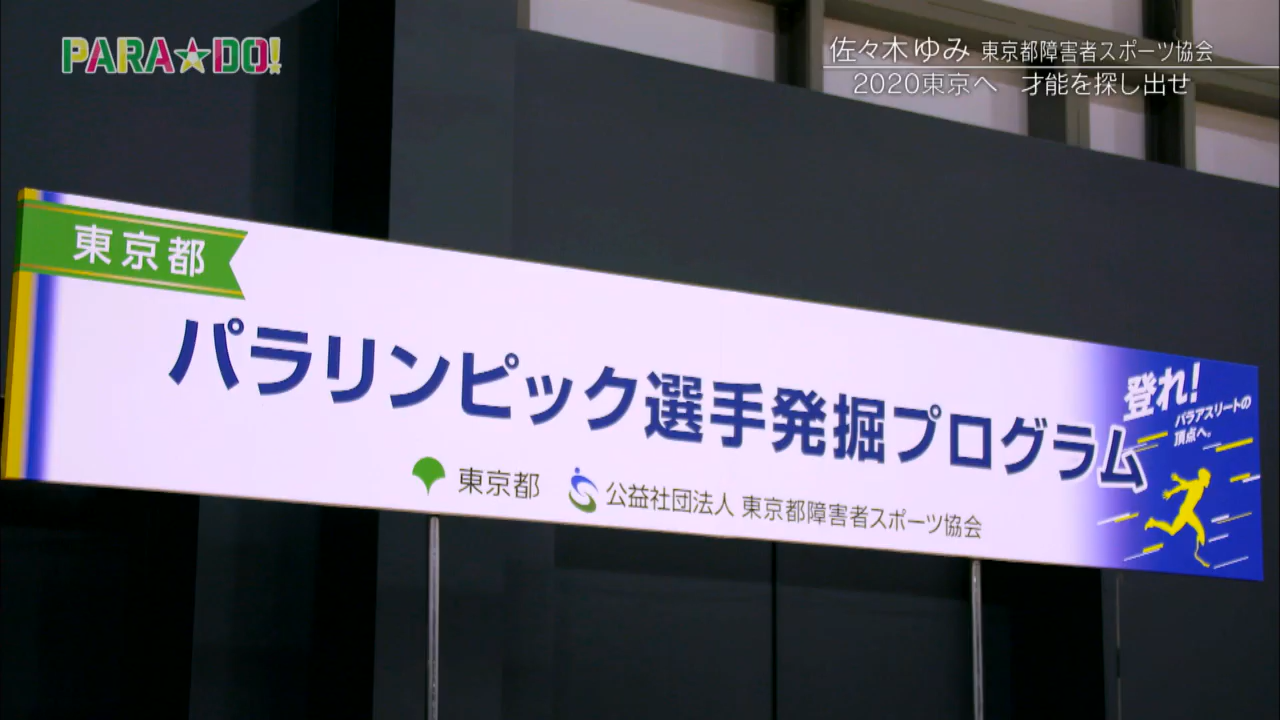 PARA★DO!
佐々木ゆみ 東京都障害者スポーツ協会
2020東京へ 才能を探し出せ
東京都
パラリンピック選手発掘プログラム
登れ!
パラアスリートの
頂点へ。
東京都 公益社団法人 東京都障害者スポーツ協会